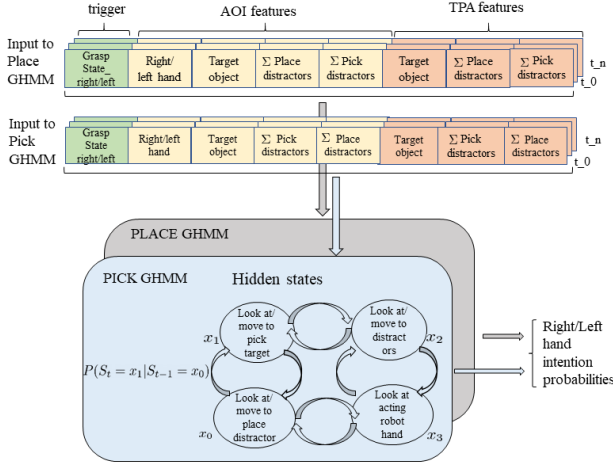 trigger
AOI features
TPA features
Input to
Place
GHMM
Grasp
State_
right/left
Right/
left hand
Target
object
Σ Place
distractors
Σ Pick
distractors
Target
object
Σ Place
distractors
Σ Pick
distractors
t_n
t_0
Input to
Pick
GHMM
Grasp
State
right/left
Right/left
hand
Target
object
Σ Pick
distractors
Σ Place
distractors
Target
object
Σ Pick
distractors
Σ Place
distractors
t_n
t_0
PLACE GHMM
PICK GHMM
Hidden states
x₁
Look at/
move to
pick
target
Look at/
move to
distract
ors
x₂
P(Sₜ = x₁|Sₜ₋₁ = x₀)
x₀
Look at/
move to
place
distractor
Look at
acting
robot
hand
x₃
Right/Left
hand
intention
probabilities